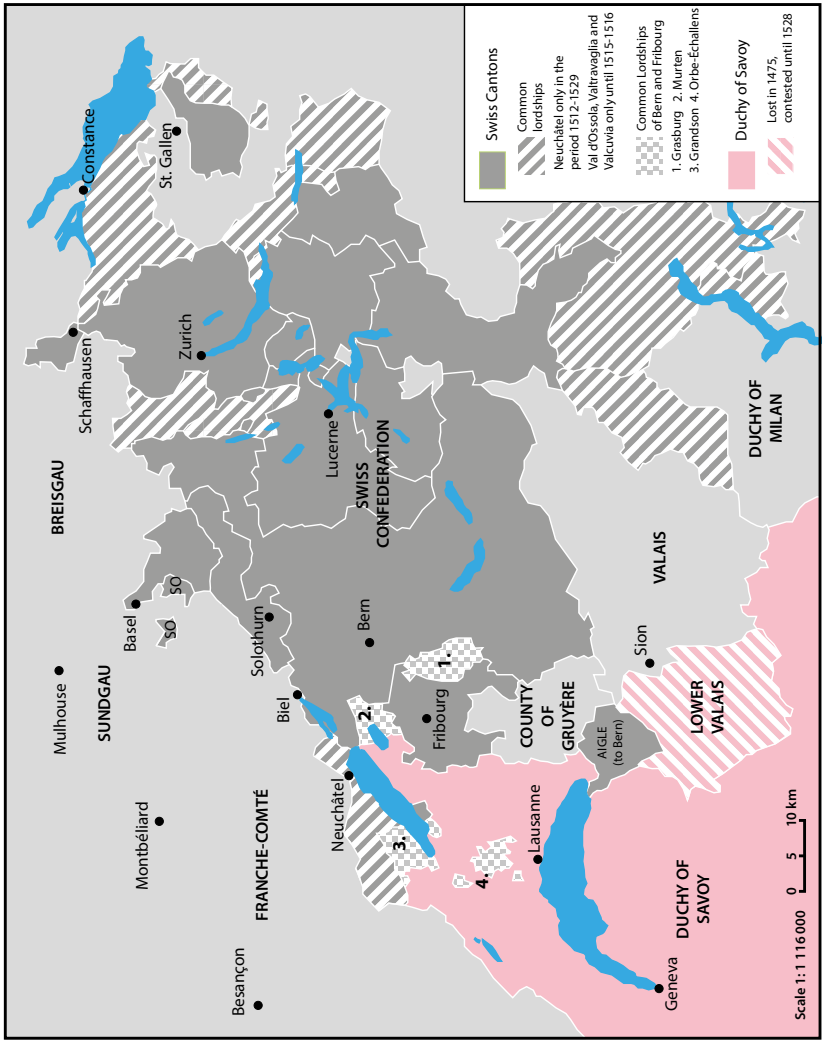 Mulhouse
Montbéliard
Besançon
BREISGAU
SUNDGAU
FRANCHE-COMTÉ
Constance
Schaffhausen
St. Gallen
Zurich
Basel
SO
SO
Solothurn
Biel
Neuchâtel
Lucerne
SWISS
CONFEDERATION
Bern
Fribourg
1.
2.
3.
4.
COUNTY
OF
GRUYÈRE
AIGLE
(to Bern)
Lausanne
Geneva
Sion
VALAIS
LOWER
VALAIS
DUCHY OF
SAVOY
DUCHY OF
MILAN
Scale 1: 1 116 000
0 5 10 km
Swiss Cantons
Common
lordships
Neuchâtel only in the
period 1512-1529
Val d'Ossola, Valtravaglia and
Valcuvia only until 1515-1516
Common Lordships
of Bern and Fribourg
1. Grasburg 2. Murten
3. Grandson 4. Orbe-Échallens
Duchy of Savoy
Lost in 1475,
contested until 1528